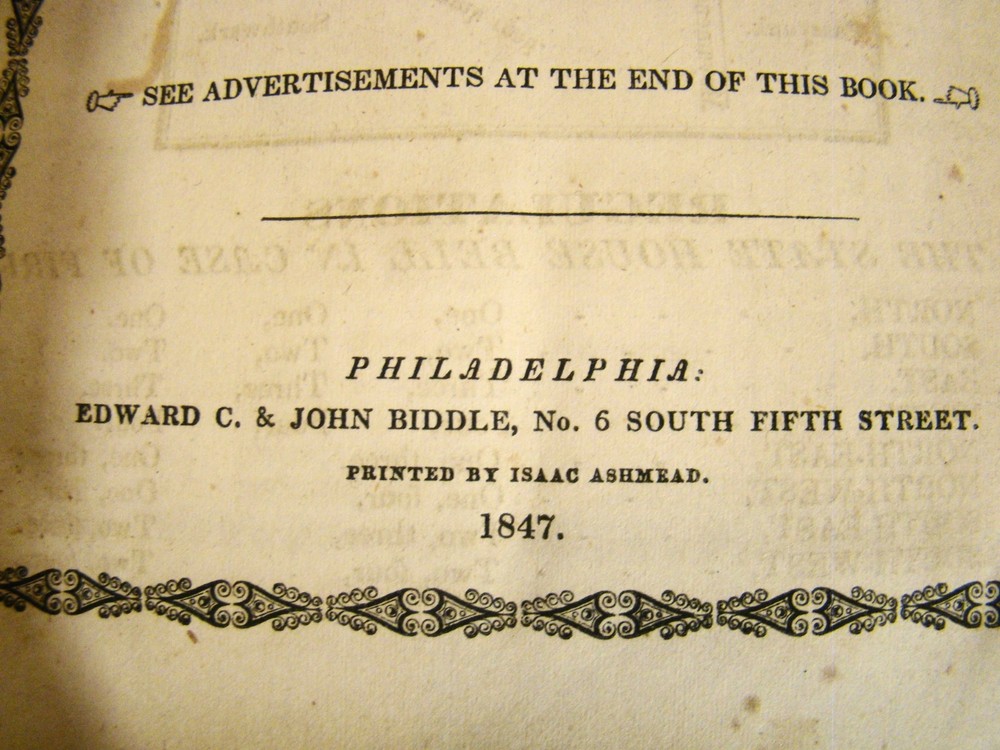 SEE ADVERTISEMENTS AT THE END OF THIS BOOK.
PHILADELPHIA:
EDWARD C. & JOHN BIDDLE, No. 6 SOUTH FIFTH STREET.
PRINTED BY ISAAC ASHMEAD.
1847.